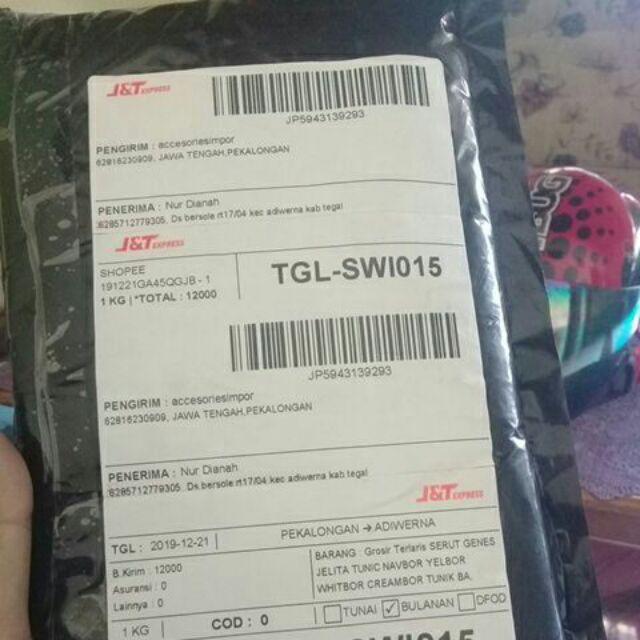 J&T EXPRESS
JP5943139293
PENGIRIM : accesoriesimpor
62816230909, JAWA TENGAH,PEKALONGAN
PENERIMA : Nur Dianah
6285712779305. Ds bersole rt17/04 kec adiwerna kab tegal
J&T EXPRESS
SHOPEE
191221GA45QGJB - 1
1 KG | *TOTAL : 12000
TGL-SWI015
JP5943139293
PENGIRIM : accesoriesimpor
62816230909, JAWA TENGAH,PEKALONGAN
PENERIMA : Nur Dianah
6285712779305. Ds bersole rt17/04 kec adiwerna kab tegal
J&T EXPRESS
TGL : 2019-12-21
PEKALONGAN → ADIWERNA
B.Kirim : 12000
Asuransi : 0
Lainnya : 0
BARANG : Grosir Terlaris SERUT GENES
JELITA TUNIC NAVBOR YELBOR
WHITBOR CREAMBOR TUNIK BA.
1 KG
COD : 0
TUNAI BULANAN DFOD
SWI015